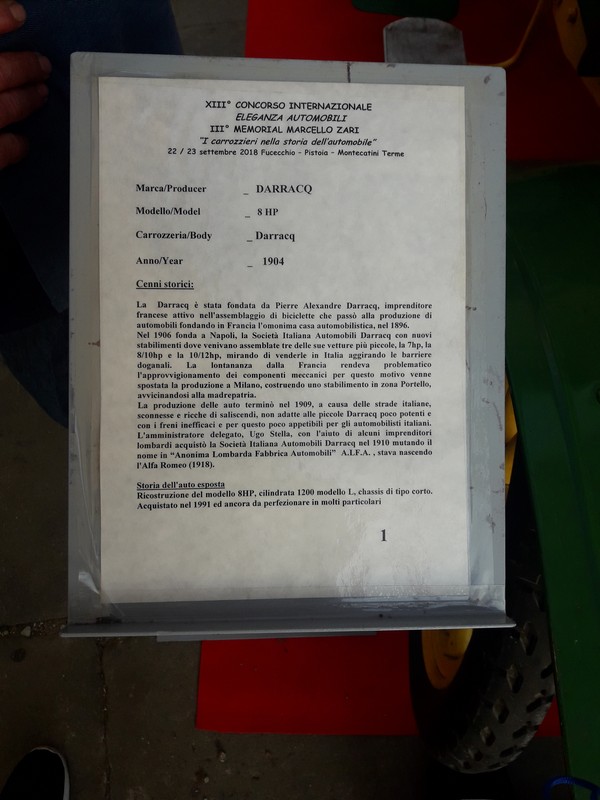 XIII° CONCORSO INTERNAZIONALE
ELEGANZA AUTOMOBILI
III° MEMORIAL MARCELLO ZARI
"I carrozzieri nella storia dell'automobile"
22 / 23 settembre 2018 Fucecchio – Pistoia – Montecatini Terme
Marca/Producer _ DARRACQ
Modello/Model _ 8 HP
Carrozzeria/Body _ Darracq
Anno/Year _ 1904
Cenni storici:
La Darracq è stata fondata da Pierre Alexandre Darracq, imprenditore
francese attivo nell'assemblaggio di biciclette che passò alla produzione di
automobili fondando in Francia l'omonima casa automobilistica, nel 1896.
Nel 1906 fonda a Napoli, la Società Italiana Automobili Darracq con nuovi
stabilimenti dove venivano assemblate tre delle sue vetture più piccole, la 7hp, la
8/10hp e la 10/12hp, mirando di venderle in Italia aggirando le barriere
doganali. La lontananza dalla Francia rendeva problematico
l'approvvigionamento dei componenti meccanici per questo motivo venne
spostata la produzione a Milano, costruendo uno stabilimento in zona Portello,
avvicinandosi alla madrepatria.
La produzione delle auto terminò nel 1909, a causa delle strade italiane,
sconnesse e ricche di saliscendi, non adatte alle piccole Darracq poco potenti e
con i freni inefficaci e per questo poco appetibili per gli automobilisti italiani.
L'amministratore delegato, Ugo Stella, con l'aiuto di alcuni imprenditori
lombardi acquistò la Società Italiana Automobili Darracq nel 1910 mutando il
nome in "Anonima Lombarda Fabbrica Automobili" A.L.F.A. , stava nascendo
l'Alfa Romeo (1918).
Storia dell'auto esposta
Ricostruzione del modello 8HP, cilindrata 1200 modello L, chassis di tipo corto.
Acquistato nel 1991 ed ancora da perfezionare in molti particolari
1